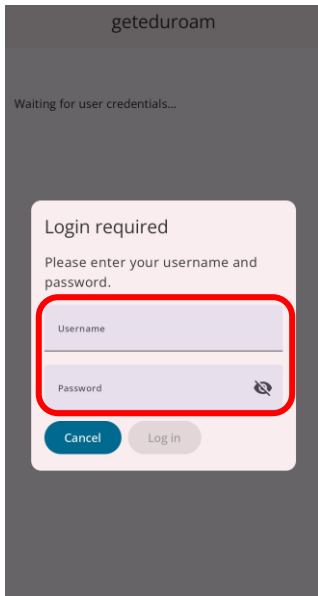 geteduroam
Waiting for user credentials...
Login required
Please enter your username and
password.
Username
Password
Cancel Log in